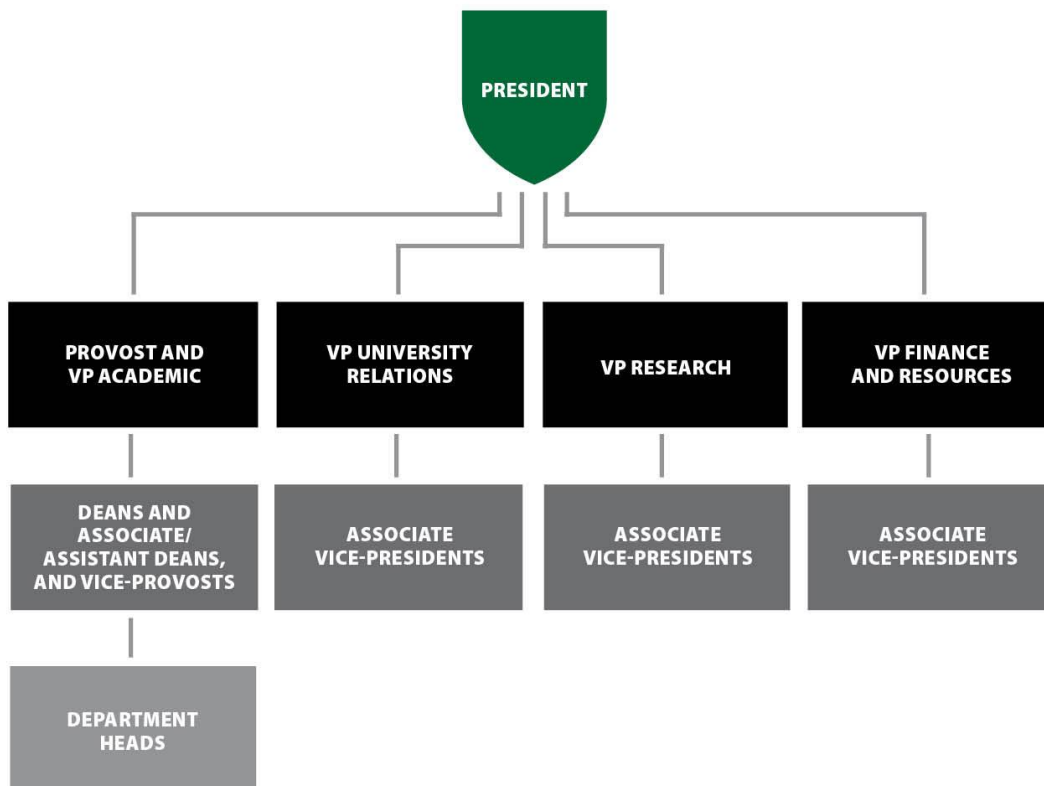 PRESIDENT
PROVOST AND
VP ACADEMIC
VP UNIVERSITY
RELATIONS
VP RESEARCH
VP FINANCE
AND RESOURCES
DEANS AND
ASSOCIATE/
ASSISTANT DEANS,
AND VICE-PROVOSTS
ASSOCIATE
VICE-PRESIDENTS
ASSOCIATE
VICE-PRESIDENTS
ASSOCIATE
VICE-PRESIDENTS
DEPARTMENT
HEADS